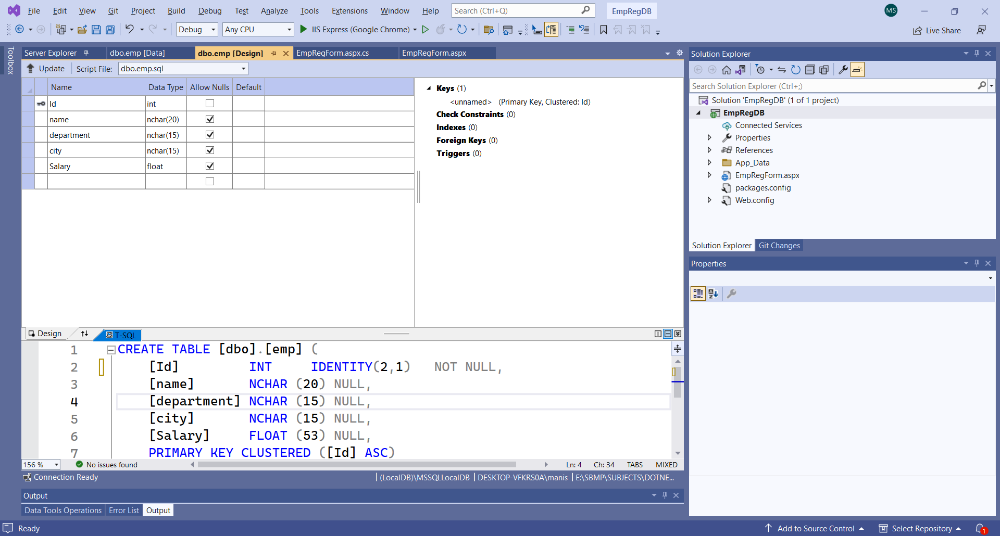 File Edit View Git Project Build Debug Test Analyze Tools Extensions Window Help Search (Ctrl+Q) EmpRegDB MS
Debug Any CPU IIS Express (Google Chrome) Live Share
Toolbox
Server Explorer dbo.emp [Data] dbo.emp [Design] EmpRegForm.aspx.cs EmpRegForm.aspx
Update Script File: dbo.emp.sql
Name Data Type Allow Nulls Default
Id int
name nchar(20)
department nchar(15)
city nchar(15)
Salary float
Keys (1)
<unnamed> (Primary Key, Clustered: Id)
Check Constraints (0)
Indexes (0)
Foreign Keys (0)
Triggers (0)
Design T-SQL
1 CREATE TABLE [dbo].[emp] (
2 [Id] INT IDENTITY(2,1) NOT NULL,
3 [name] NCHAR (20) NULL,
4 [department] NCHAR (15) NULL,
5 [city] NCHAR (15) NULL,
6 [Salary] FLOAT (53) NULL,
7 PRIMARY KEY CLUSTERED ([Id] ASC)
156 % No issues found Ln: 4 Ch: 34 TABS MIXED
Connection Ready (LocalDB)\MSSQLLocalDB DESKTOP-VFKRS0A\manis E:\SBMP\SUBJECTS\DOTNE...
Output
Data Tools Operations Error List Output
Solution Explorer
Search Solution Explorer (Ctrl+;)
Solution 'EmpRegDB' (1 of 1 project)
EmpRegDB
Connected Services
Properties
References
App_Data
EmpRegForm.aspx
packages.config
Web.config
Solution Explorer Git Changes
Properties
Ready Add to Source Control Select Repository 1